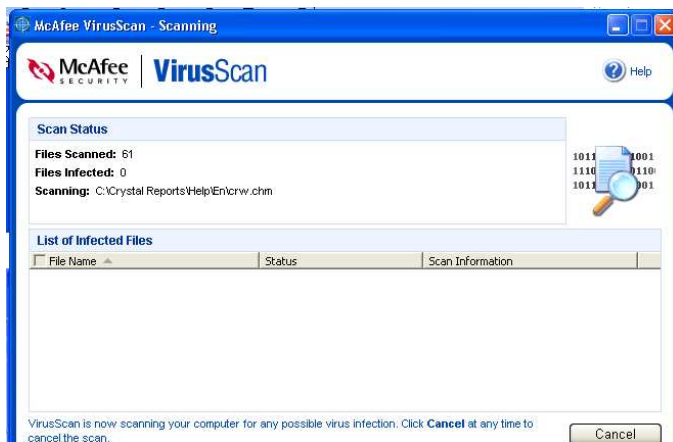 McAfee VirusScan - Scanning
McAfee SECURITY VirusScan
Help
Scan Status
Files Scanned: 61
Files Infected: 0
Scanning: C:\Crystal Reports\Help\En\crw.chm
List of Infected Files
File Name Status Scan Information
VirusScan is now scanning your computer for any possible virus infection. Click Cancel at any time to
cancel the scan.
Cancel